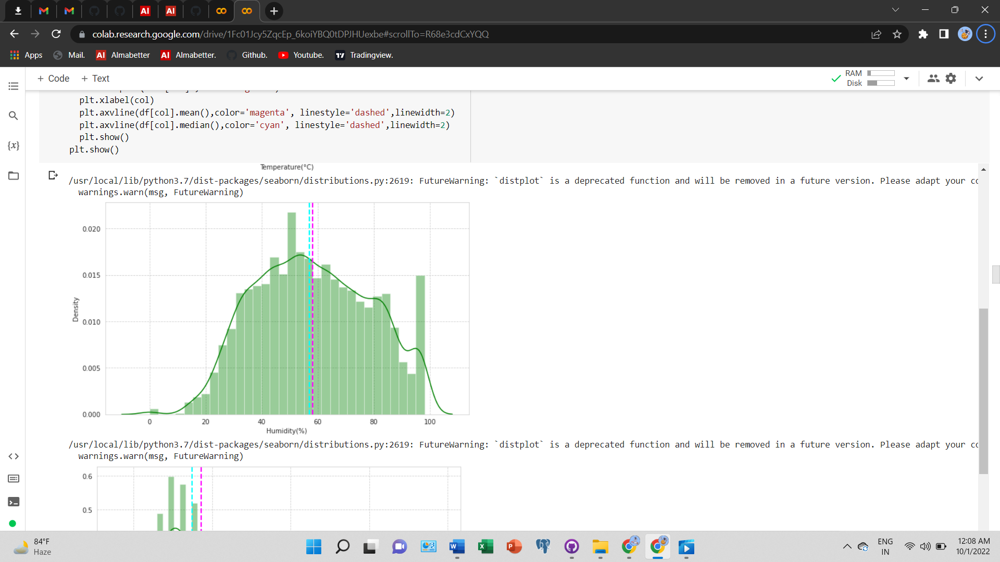 AI
AI
colab.research.google.com/drive/1Fc01Jcy5ZqcEp_6koiYBQ0tDPJHUexbe#scrollTo=R68e3cdCxYQQ
Apps
Mail.
AI Almabetter
AI Almabetter.
Github.
Youtube.
Tradingview.
+ Code + Text
RAM
Disk
plt.xlabel(col)
plt.axvline(df[col].mean(),color='magenta', linestyle='dashed',linewidth=2)
plt.axvline(df[col].median(),color='cyan', linestyle='dashed',linewidth=2)
plt.show()
plt.show()
{x}
Temperature(°C)
/usr/local/lib/python3.7/dist-packages/seaborn/distributions.py:2619: FutureWarning: `distplot` is a deprecated function and will be removed in a future version. Please adapt your
warnings.warn(msg, FutureWarning)
0.020
0.015
0.010
0.005
0.000
Density
0 20 40 60 80 100
Humidity(%)
/usr/local/lib/python3.7/dist-packages/seaborn/distributions.py:2619: FutureWarning: `distplot` is a deprecated function and will be removed in a future version. Please adapt your
warnings.warn(msg, FutureWarning)
0.6
0.5
84°F
Haze
ENG
IN
12:08 AM
10/1/2022